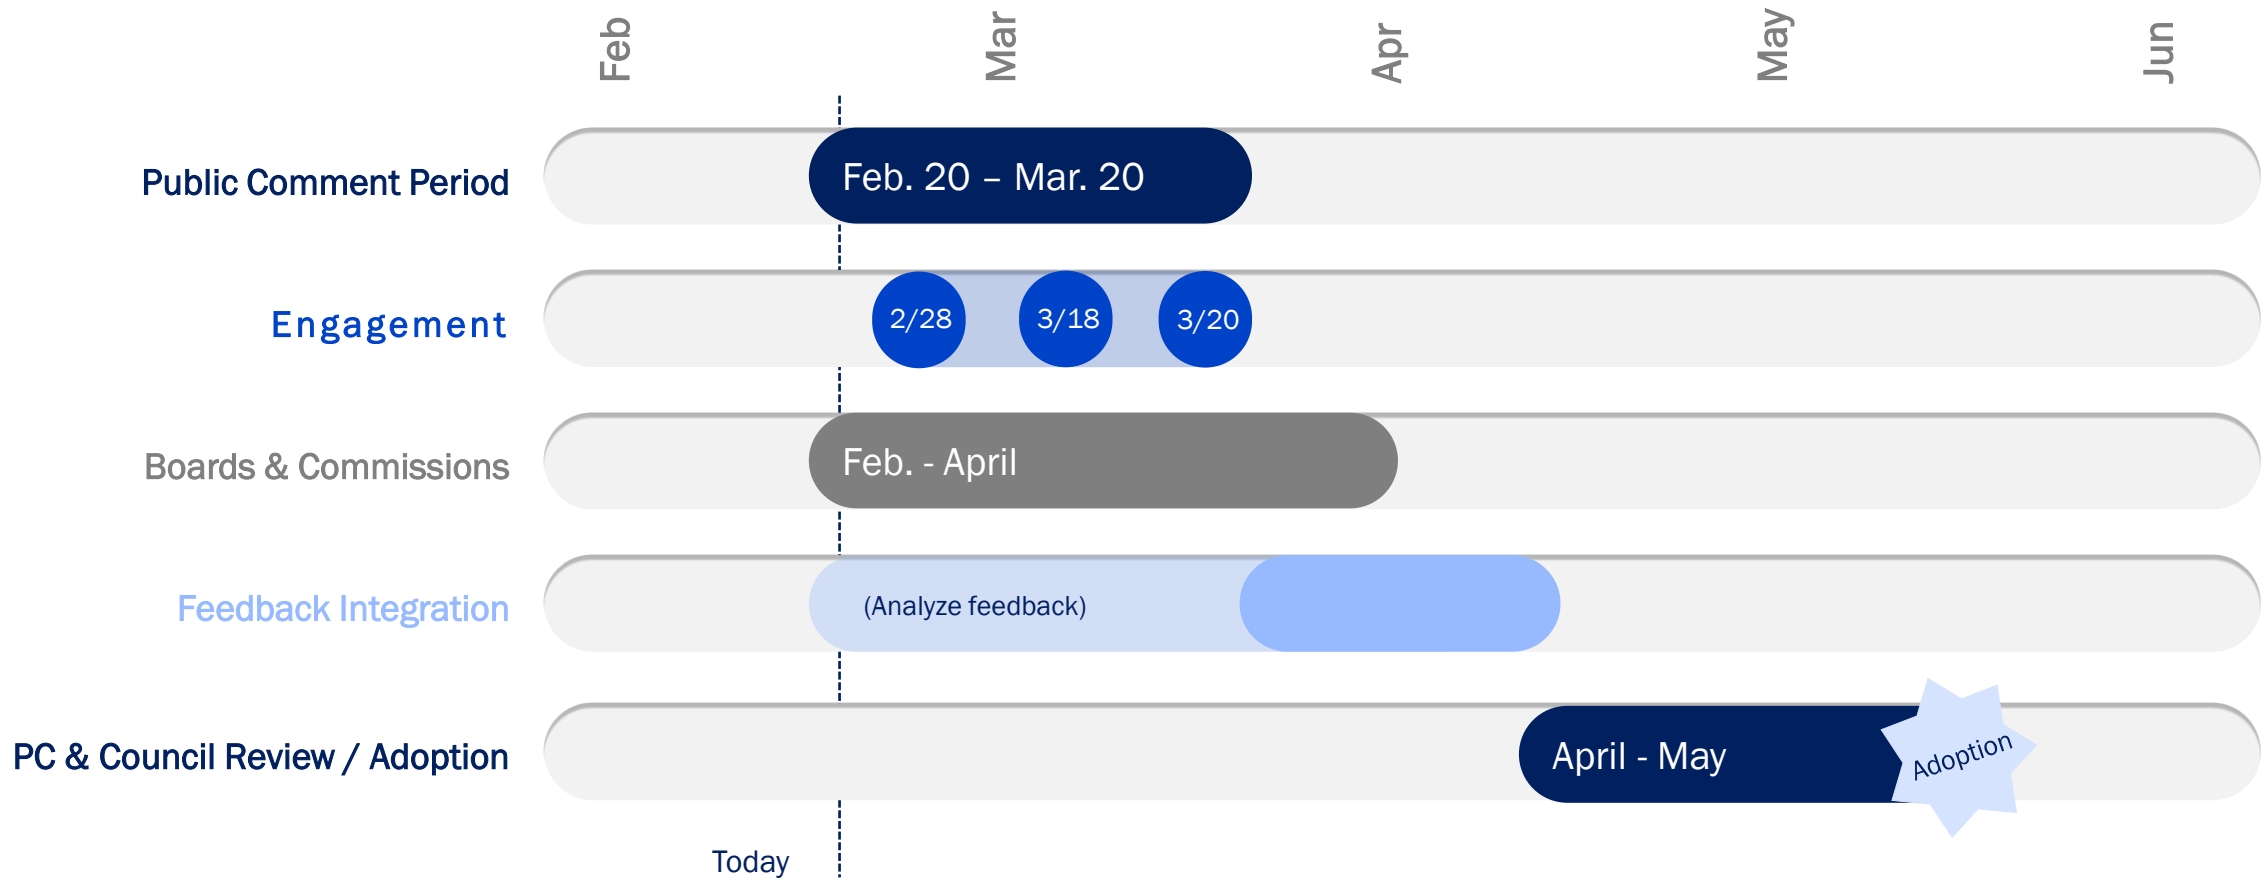 Feb
Mar
Apr
May
Jun
Public Comment Period
Feb. 20 – Mar. 20
Engagement
2/28
3/18
3/20
Boards & Commissions
Feb. - April
Feedback Integration
(Analyze feedback)
PC & Council Review / Adoption
April - May
Adoption
Today